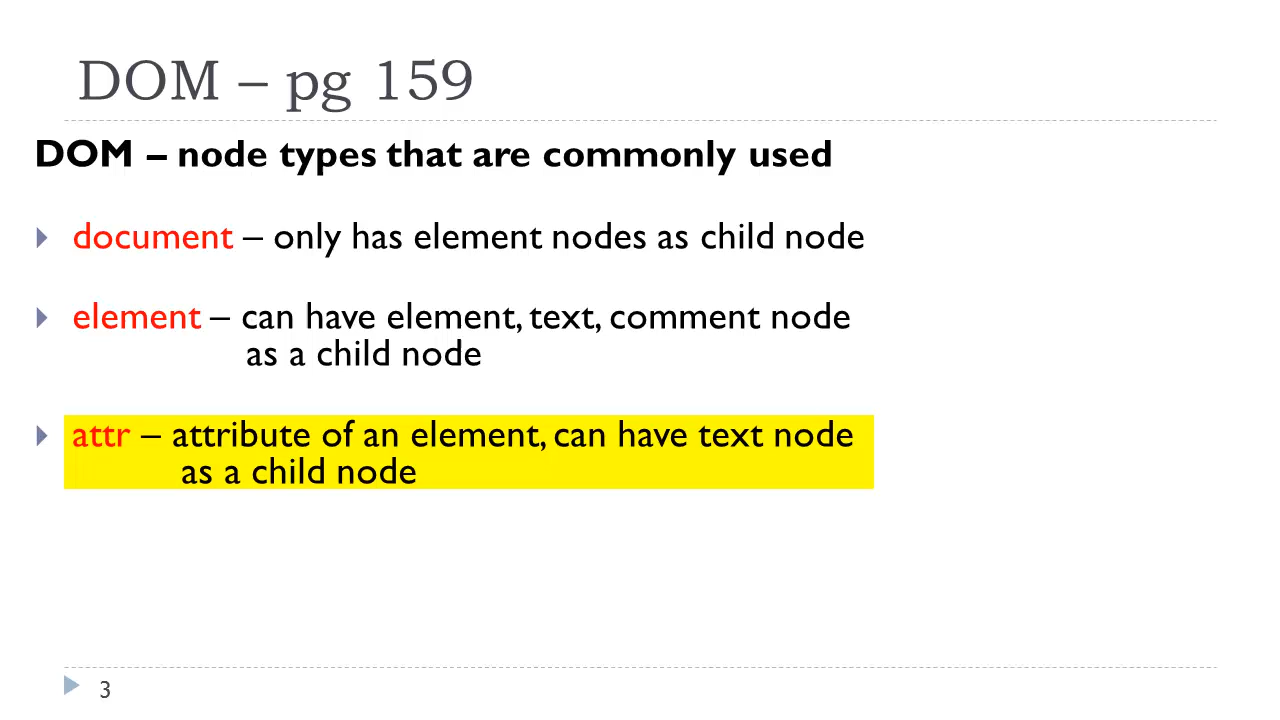 DOM – pg 159
DOM – node types that are commonly used
document – only has element nodes as child node
element – can have element, text, comment node
as a child node
attr – attribute of an element, can have text node
as a child node
3